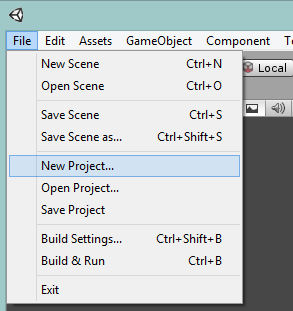 File Edit Assets GameObject Component
New Scene Ctrl+N
Open Scene Ctrl+O
Local
Save Scene Ctrl+S
Save Scene as... Ctrl+Shift+S
New Project...
Open Project...
Save Project
Build Settings... Ctrl+Shift+B
Build & Run Ctrl+B
Exit